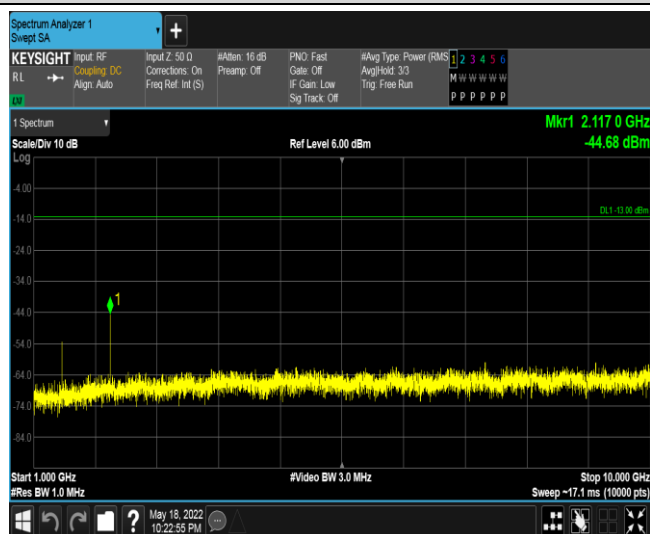 Spectrum Analyzer 1
Swept SA
+
KEYSIGHT
RL
LXI
Input: RF
Coupling: DC
Align: Auto
Input Z: 50 Ω
Corrections: On
Freq Ref: Int (S)
#Atten: 16 dB
Preamp: Off
PNO: Fast
Gate: Off
IF Gain: Low
Sig Track: Off
#Avg Type: Power (RMS
Avg|Hold: 3/3
Trig: Free Run
1 2 3 4 5 6
M W W W W W
P P P P P P
1 Spectrum
Mkr1 2.117 0 GHz
Scale/Div 10 dB
Ref Level 6.00 dBm
-44.68 dBm
Log
-4.00
DL1 -13.00 dBm
-14.0
-24.0
-34.0
1
-44.0
-54.0
-64.0
-74.0
-84.0
Start 1.000 GHz
#Video BW 3.0 MHz
Stop 10.000 GHz
#Res BW 1.0 MHz
Sweep ~17.1 ms (10000 pts)
?
May 18, 2022
10:22:55 PM